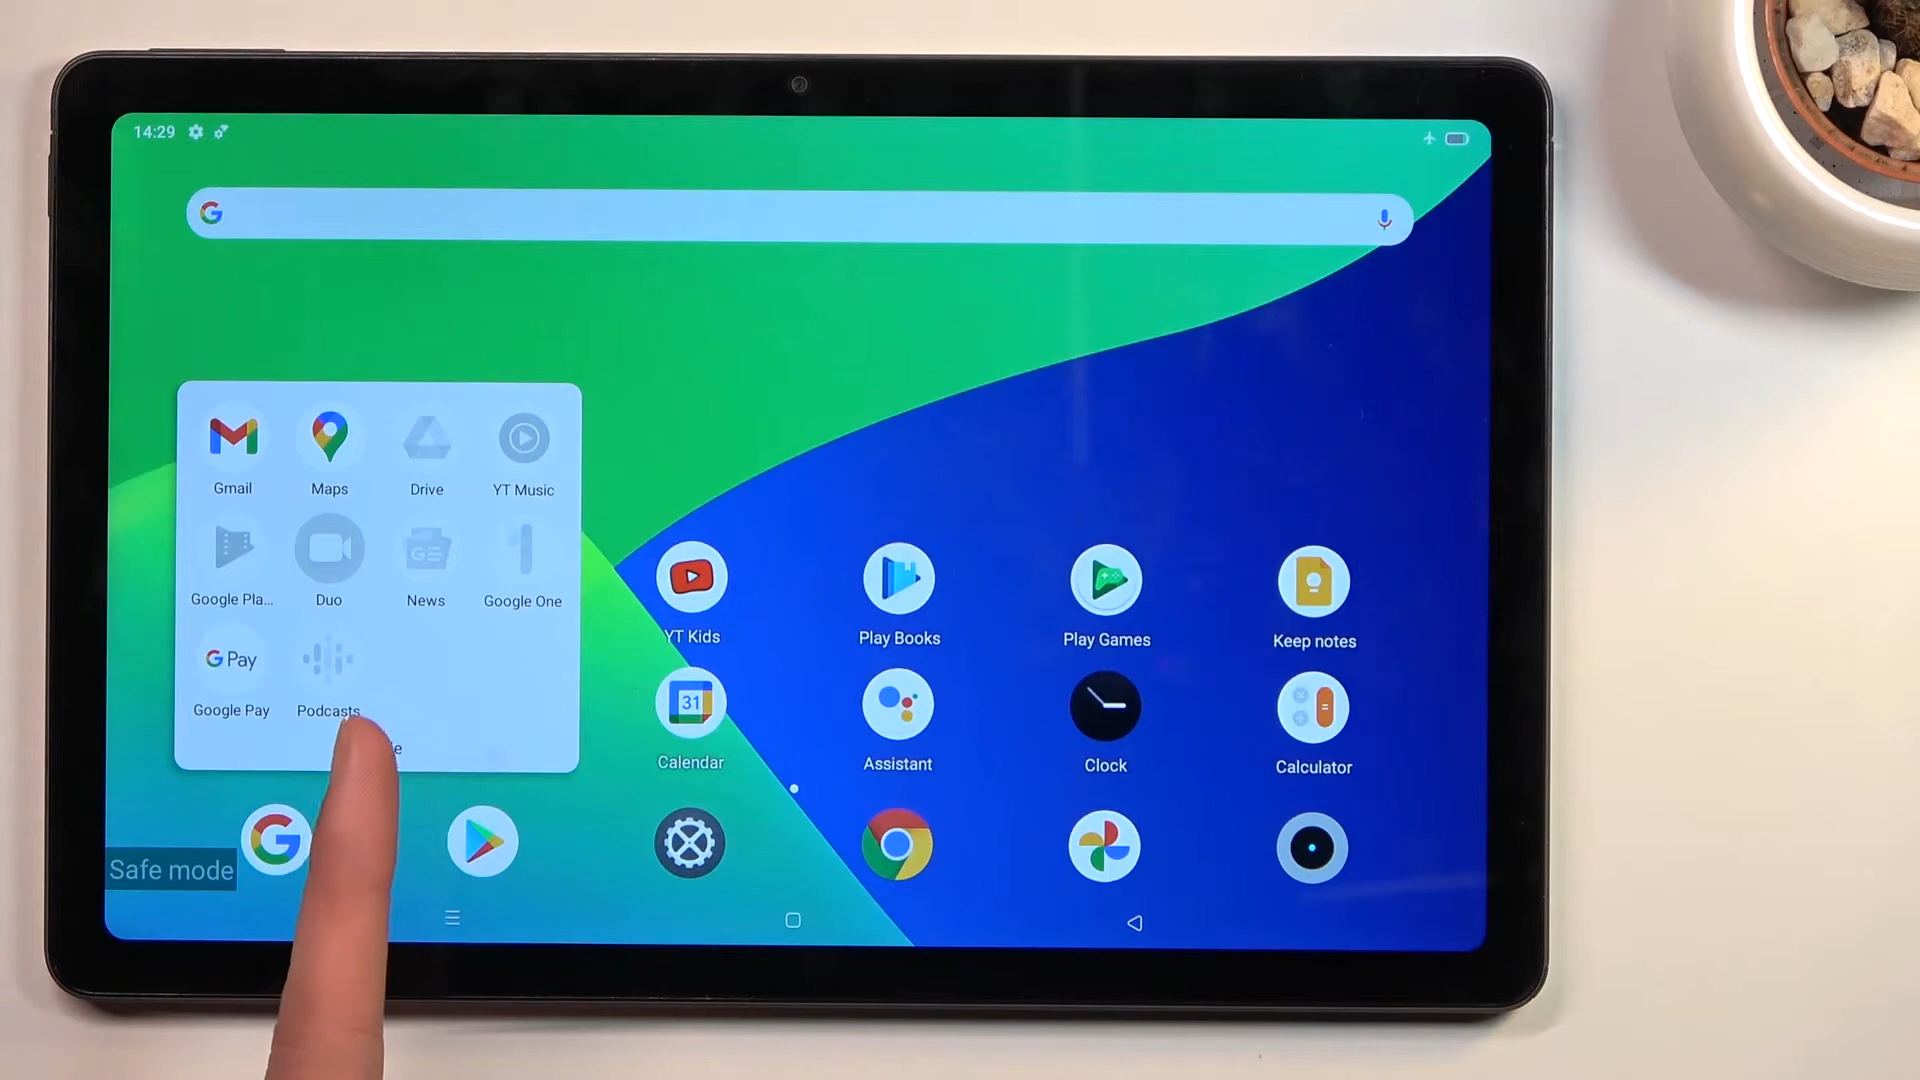 14:29
Gmail Maps Drive YT Music
Google Pla... Duo News Google One
G Pay
Google Pay Podcasts
YT Kids Play Books Play Games Keep notes
31
Calendar Assistant Clock Calculator
Safe mode